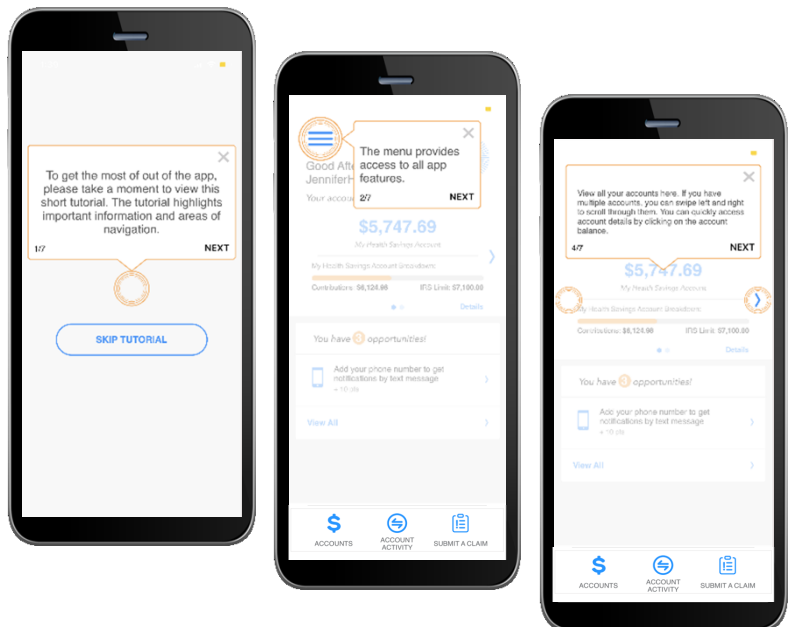 To get the most of out of the app,
please take a moment to view this
short tutorial. The tutorial highlights
important information and areas of
navigation.
1/7 NEXT
SKIP TUTORIAL
The menu provides
access to all app
features.
2/7 NEXT
Good Afte
JenniferH
Your accou
$5,747.69
My Health Savings Account
My Health Savings Account Breakdown:
Contributions: $6,124.98 IRS Limit: $7,100.00
Details
You have 3 opportunities!
Add your phone number to get
notifications by text message
View All
ACCOUNTS
ACCOUNT
ACTIVITY
SUBMIT A CLAIM
View all your accounts here. If you have
multiple accounts, you can swipe left and right
to scroll through them. You can quickly access
account details by clicking on the account
balance.
4/7 NEXT
$5,747.69
My Health Savings Account
My Health Savings Account Breakdown:
Contributions: $6,124.98 IRS Limit: $7,100.00
Details
You have 3 opportunities!
Add your phone number to get
notifications by text message
View All
ACCOUNTS
ACCOUNT
ACTIVITY
SUBMIT A CLAIM